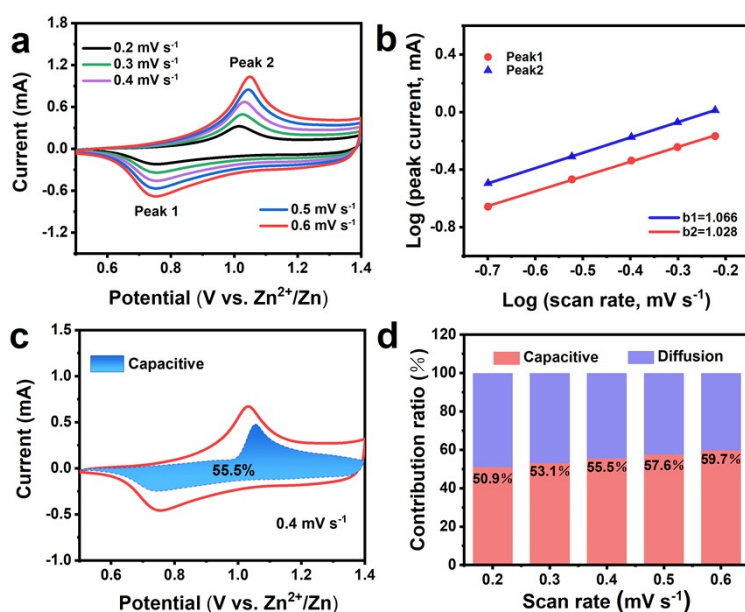 a
1.8
1.2
0.6
0.0
-0.6
-1.2
Current (mA)
0.2 mV s⁻¹
0.3 mV s⁻¹
0.4 mV s⁻¹
Peak 2
Peak 1
0.5 mV s⁻¹
0.6 mV s⁻¹
0.6 0.8 1.0 1.2 1.4
Potential (V vs. Zn²⁺/Zn)
b
0.4
0.0
-0.4
-0.8
Log (peak current, mA)
Peak1
Peak2
b1=1.066
b2=1.028
-0.7 -0.6 -0.5 -0.4 -0.3 -0.2
Log (scan rate, mV s⁻¹)
c
1.5
1.0
0.5
0.0
-0.5
-1.0
Current (mA)
Capacitive
55.5%
0.4 mV s⁻¹
0.6 0.8 1.0 1.2 1.4
Potential (V vs. Zn²⁺/Zn)
d
120
100
80
60
40
20
0
Contribution ratio (%)
Capacitive Diffusion
50.9% 53.1% 55.5% 57.6% 59.7%
0.2 0.3 0.4 0.5 0.6
Scan rate (mV s⁻¹)